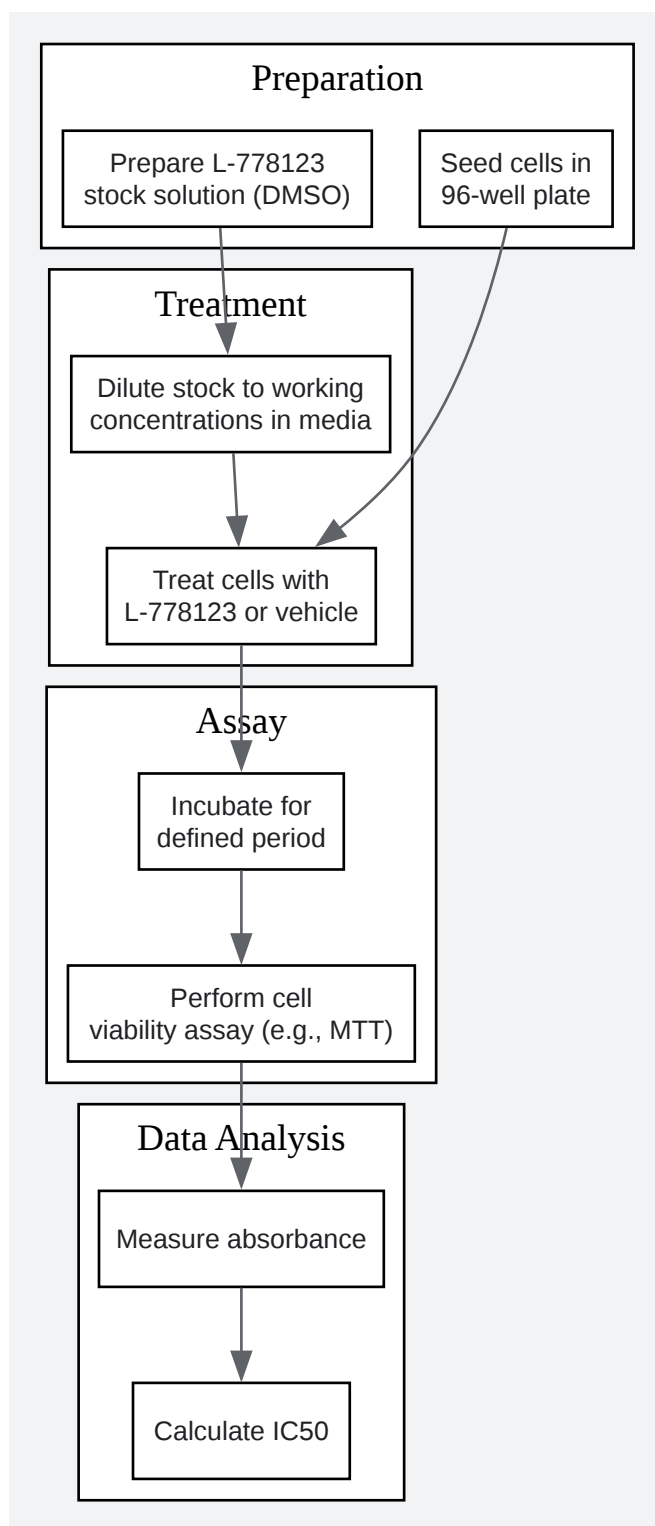 Preparation
Prepare L-778123
stock solution (DMSO)
Seed cells in
96-well plate
Treatment
Dilute stock to working
concentrations in media
Treat cells with
L-778123 or vehicle
Assay
Incubate for
defined period
Perform cell
viability assay (e.g., MTT)
Data Analysis
Measure absorbance
Calculate IC50